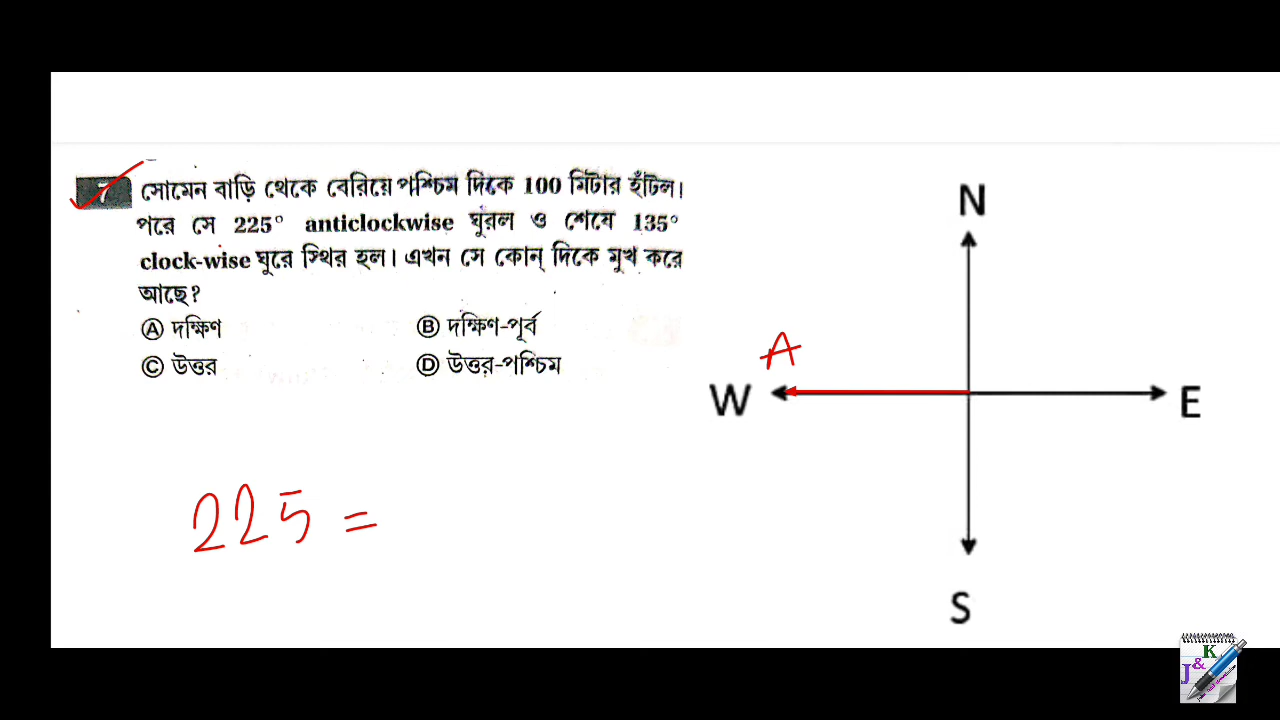 7 সোমেন বাড়ি থেকে বেরিয়ে পশ্চিম দিকে 100 মিটার হাঁটল।
পরে সে 225° anticlockwise ঘুরল ও শেষে 135°
clock-wise ঘুরে স্থির হল। এখন সে কোন্ দিকে মুখ করে
আছে?
Ⓐ দক্ষিণ Ⓑ দক্ষিণ-পূর্ব
Ⓒ উত্তর Ⓓ উত্তর-পশ্চিম
225 =
N
A
W E
S
J & K